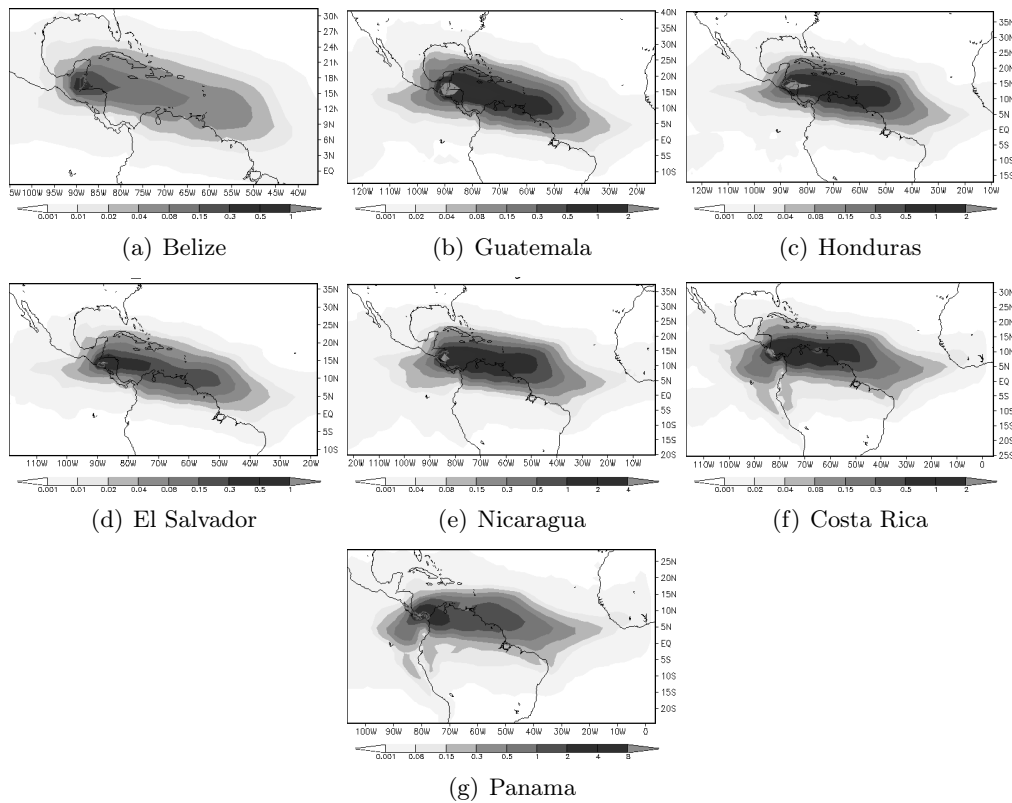 31N
28N
24N
21N
18N
15N
12N
9N
6N
3N
EQ
5W100W 95W 90W 85W 80W 75W 70W 65W 60W 55W 50W 45W 40W
0.001 0.01 0.02 0.04 0.08 0.15 0.3 0.5 1
(a) Belize
40N
35N
30N
25N
20N
15N
10N
5N
EQ
5S
10S
120W 110W 100W 90W 80W 70W 60W 50W 40W 30W 20W
0.001 0.02 0.04 0.08 0.15 0.3 0.5 1 2
(b) Guatemala
35N
30N
25N
20N
15N
10N
5N
EQ
5S
10S
15S
120W 110W 100W 90W 80W 70W 60W 50W 40W 30W 20W 10W
0.001 0.02 0.04 0.08 0.15 0.3 0.5 1 2
(c) Honduras
35N
30N
25N
20N
15N
10N
5N
EQ
5S
10S
110W 100W 90W 80W 70W 60W 50W 40W 30W 20W
0.001 0.01 0.02 0.04 0.08 0.15 0.3 0.5 1
(d) El Salvador
35N
30N
25N
20N
15N
10N
5N
EQ
5S
10S
15S
20S
120W 110W 100W 90W 80W 70W 60W 50W 40W 30W 20W 10W 0
0.001 0.04 0.08 0.15 0.3 0.5 1 2 4
(e) Nicaragua
30N
25N
20N
15N
10N
5N
EQ
5S
10S
15S
20S
25S
110W 100W 90W 80W 70W 60W 50W 40W 30W 20W 10W 0
0.001 0.02 0.04 0.08 0.15 0.3 0.5 1 2
(f) Costa Rica
25N
20N
15N
10N
5N
EQ
5S
10S
15S
20S
100W 90W 80W 70W 60W 50W 40W 30W 20W 10W 0
0.001 0.08 0.15 0.3 0.5 1 2 4 8
(g) Panama